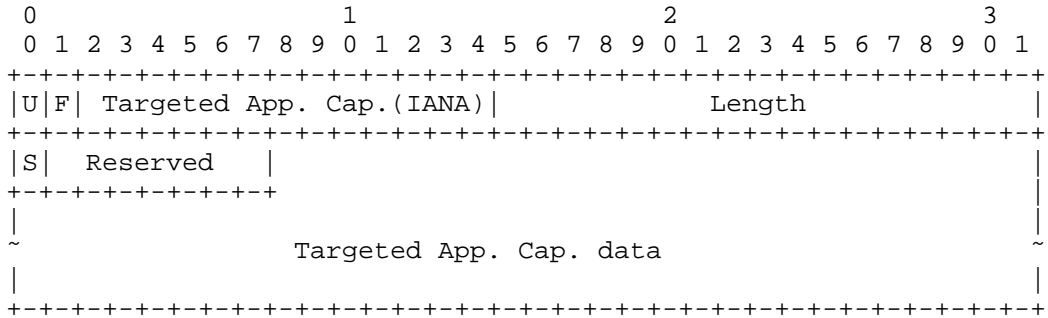 0                   1                   2                   3
 0 1 2 3 4 5 6 7 8 9 0 1 2 3 4 5 6 7 8 9 0 1 2 3 4 5 6 7 8 9 0 1
+-+-+-+-+-+-+-+-+-+-+-+-+-+-+-+-+-+-+-+-+-+-+-+-+-+-+-+-+-+-+-+-+
|U|F| Targeted App. Cap.(IANA)|             Length              |
+-+-+-+-+-+-+-+-+-+-+-+-+-+-+-+-+-+-+-+-+-+-+-+-+-+-+-+-+-+-+-+-+
|S|  Reserved   |                                               |
+-+-+-+-+-+-+-+-+                                               |
|                                                               |
~                 Targeted App. Cap. data                       ~
|                                                               |
+-+-+-+-+-+-+-+-+-+-+-+-+-+-+-+-+-+-+-+-+-+-+-+-+-+-+-+-+-+-+-+-+